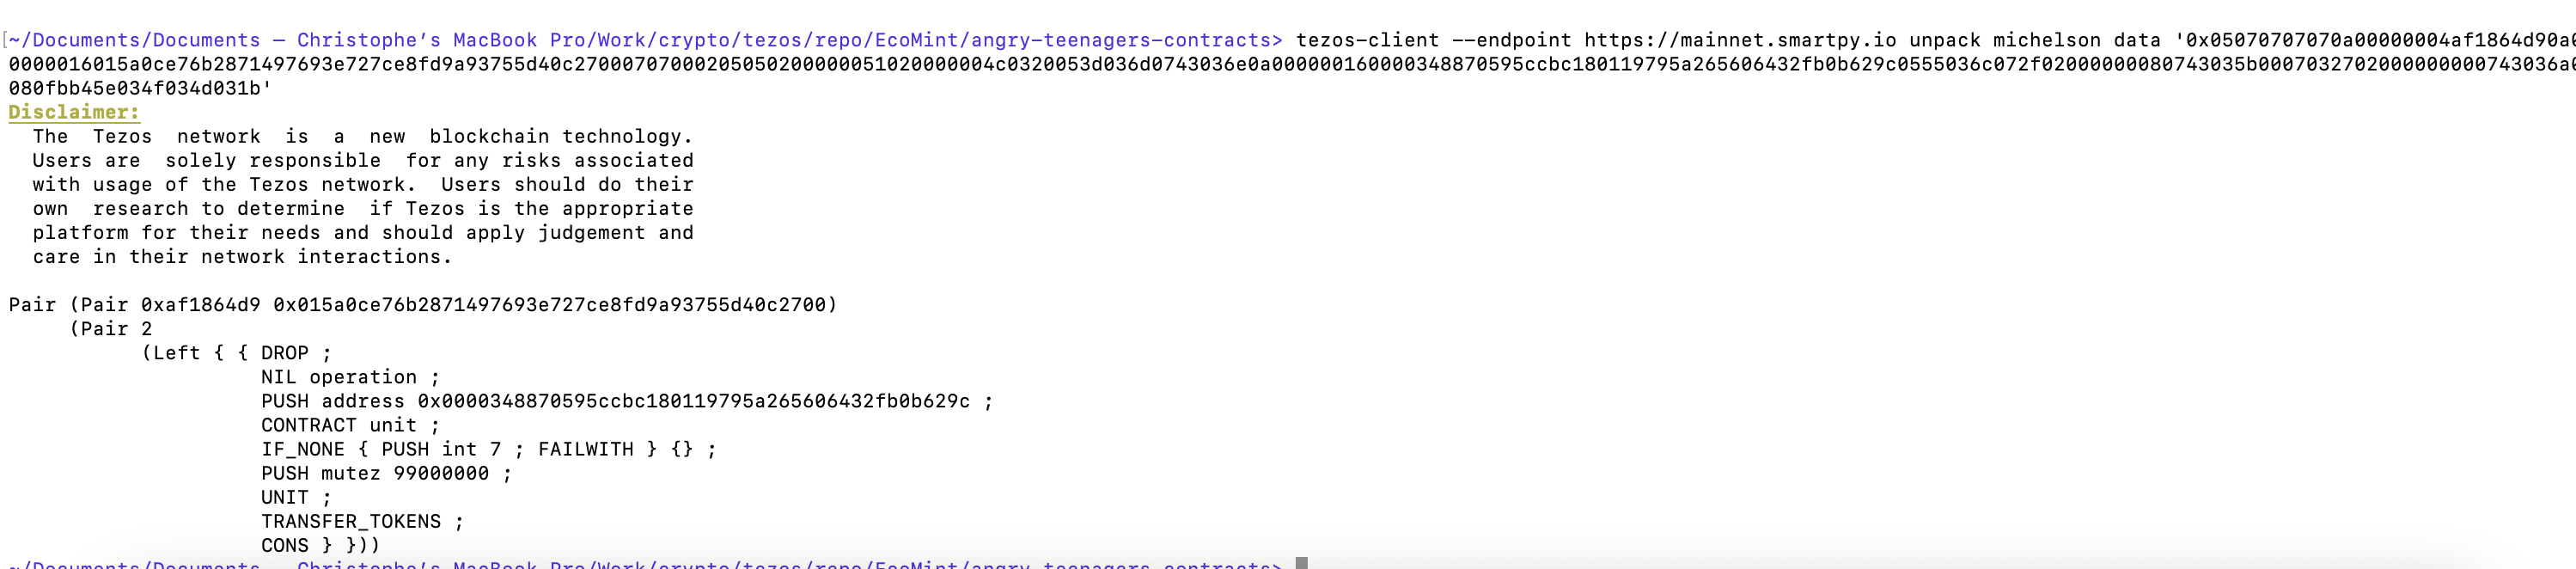 [~/Documents/Documents — Christophe’s MacBook Pro/Work/crypto/tezos/repo/EcoMint/angry-teenagers-contracts> tezos-client --endpoint https://mainnet.smartpy.io unpack michelson data '0x05070707070a00000004af1864d90a0
0000016015a0ce76b2871497693e727ce8fd9a93755d40c27000707000205050200000051020000004c0320053d036d0743036e0a000000160000348870595ccbc180119795a265606432fb0b629c0555036c072f02000000080743035b0007032702000000000743036a0
080fbb45e034f034d031b'
Disclaimer:
The Tezos network is a new blockchain technology.
Users are solely responsible for any risks associated
with usage of the Tezos network. Users should do their
own research to determine if Tezos is the appropriate
platform for their needs and should apply judgement and
care in their network interactions.
Pair (Pair 0xaf1864d9 0x015a0ce76b2871497693e727ce8fd9a93755d40c2700)
(Pair 2
(Left { { DROP ;
NIL operation ;
PUSH address 0x0000348870595ccbc180119795a265606432fb0b629c ;
CONTRACT unit ;
IF_NONE { PUSH int 7 ; FAILWITH } {} ;
PUSH mutez 99000000 ;
UNIT ;
TRANSFER_TOKENS ;
CONS } }))
~/Documents/Documents — Christophe’s MacBook Pro/Work/crypto/tezos/repo/EcoMint/angry-teenagers-contracts>